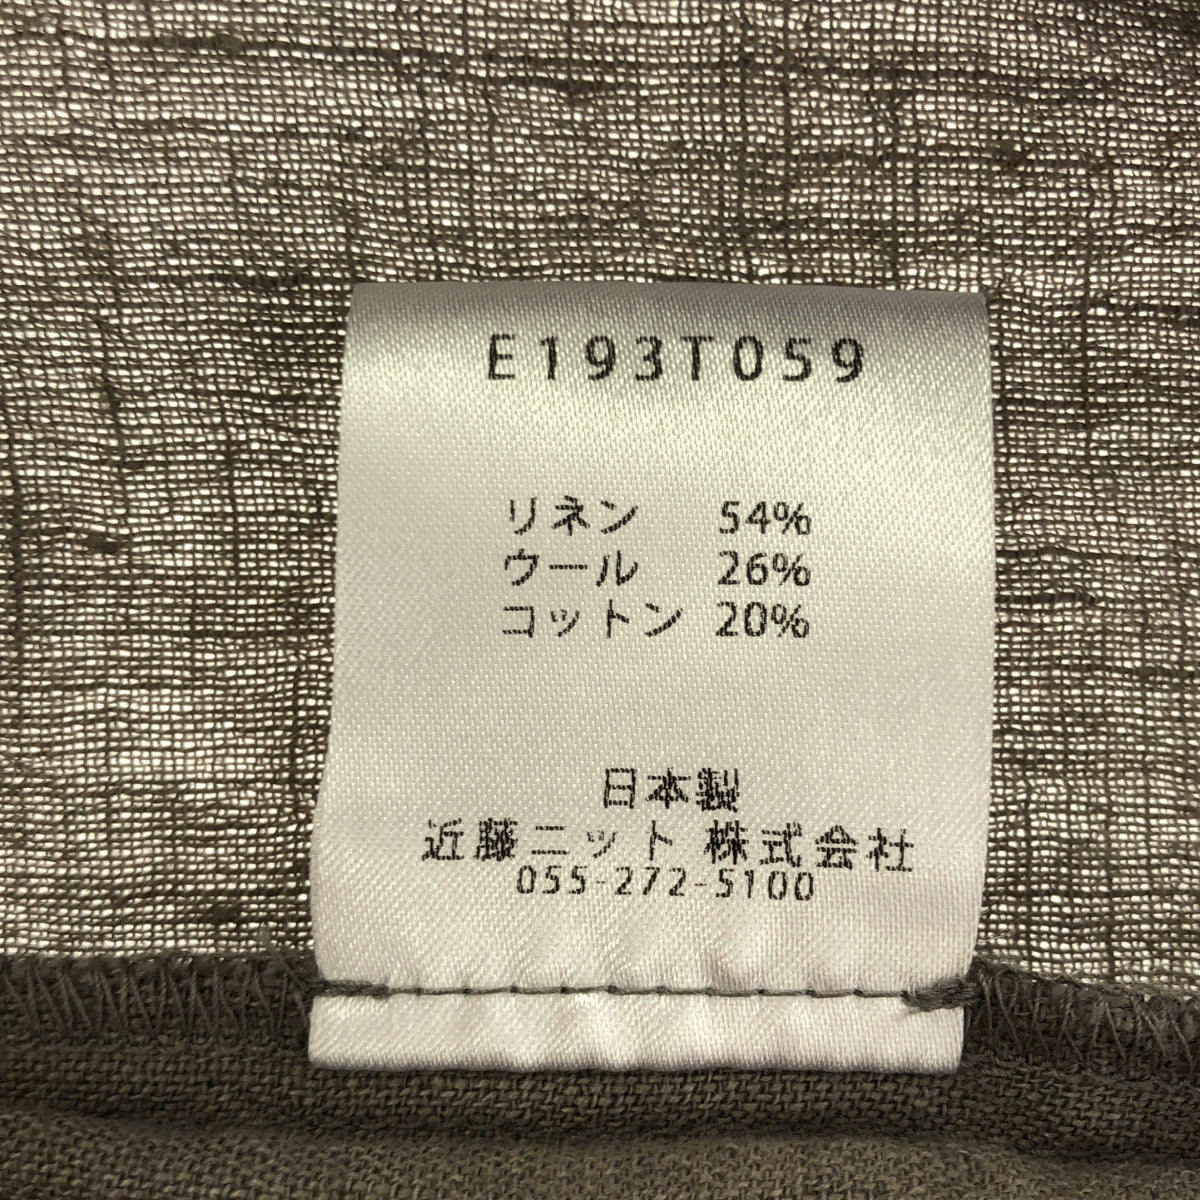 E193T059
リネン 54%
ウール 26%
コットン 20%
日本製
近藤ニット 株式会社
055-272-5100